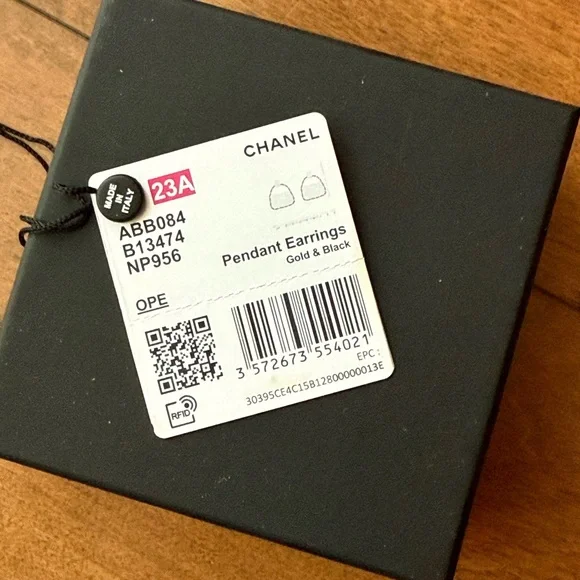 CHANEL
MADE
IN
ITALY
23A
ABB084
B13474
NP956
Pendant Earrings
Gold & Black
OPE
3 572673 554021
EPC :
30395CE4C15B12800000013E
RFID